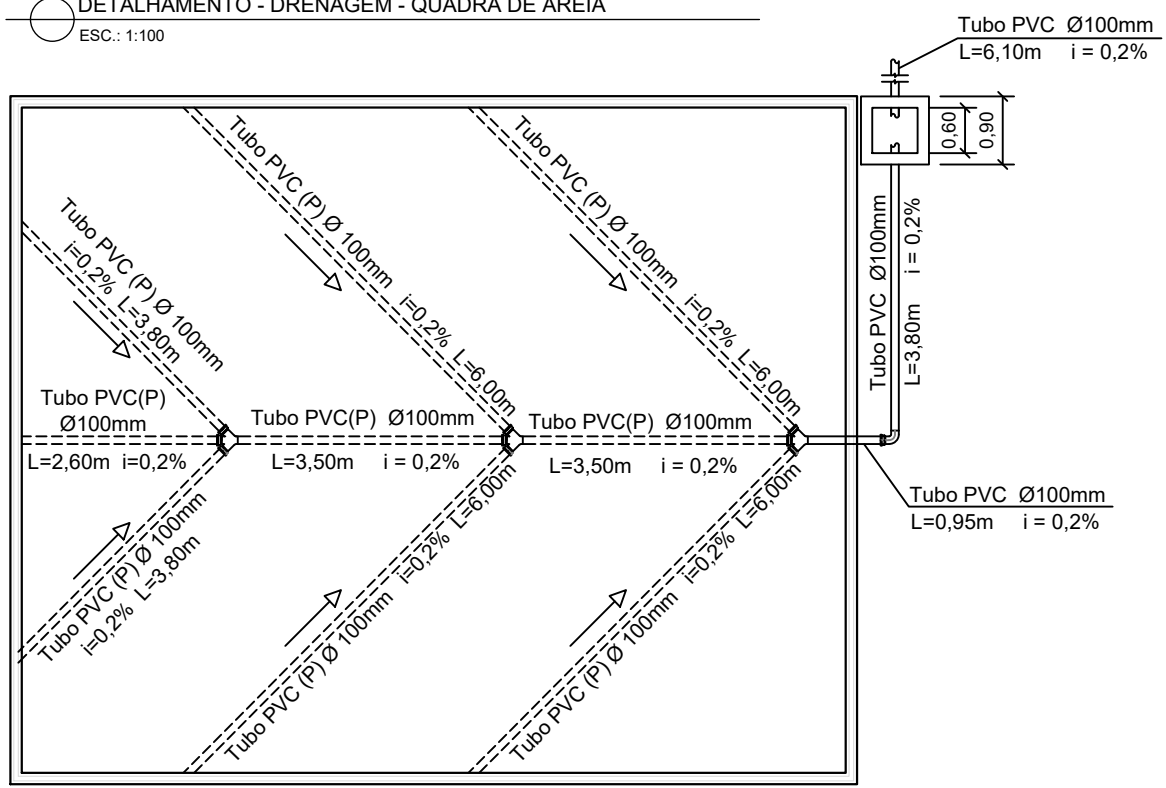 DETALHAMENTO - DRENAGEM - QUADRA DE AREIA
ESC.: 1:100
Tubo PVC Ø100mm
L=6,10m i = 0,2%
0,60
0,90
Tubo PVC Ø100mm
L=3,80m i = 0,2%
Tubo PVC (P) Ø 100mm
i=0,2% L=3,80m
Tubo PVC (P) Ø 100mm i=0,2% L=6,00m
Tubo PVC (P) Ø 100mm i=0,2% L=6,00m
Tubo PVC(P)
Ø100mm
L=2,60m i=0,2%
Tubo PVC(P) Ø100mm
L=3,50m i = 0,2%
Tubo PVC(P) Ø100mm
L=3,50m i = 0,2%
Tubo PVC Ø100mm
L=0,95m i = 0,2%
Tubo PVC (P) Ø 100mm
i=0,2% L=3,80m
Tubo PVC (P) Ø 100mm i=0,2% L=6,00m
Tubo PVC (P) Ø 100mm i=0,2% L=6,00m